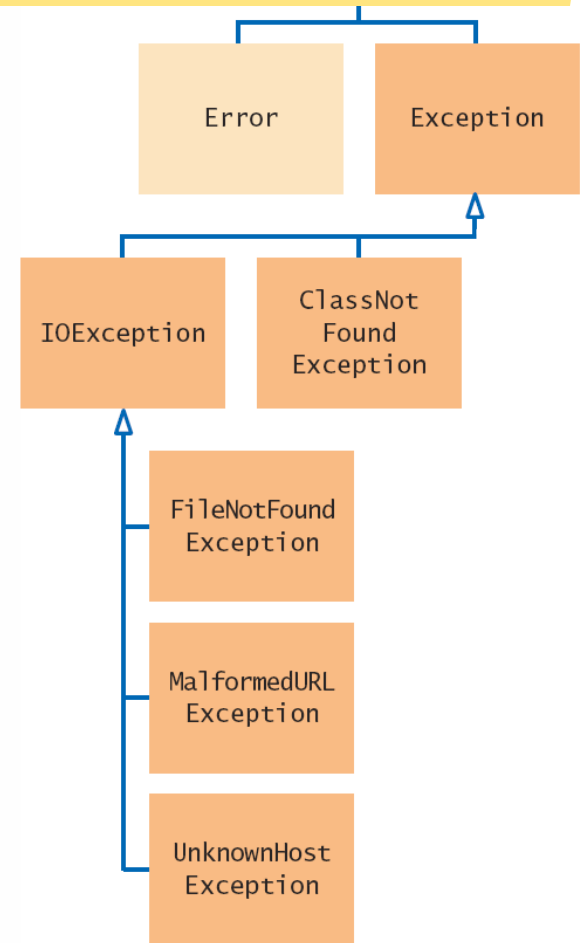 Error
Exception
IOException
ClassNot
Found
Exception
FileNotFound
Exception
MalformedURL
Exception
UnknownHost
Exception